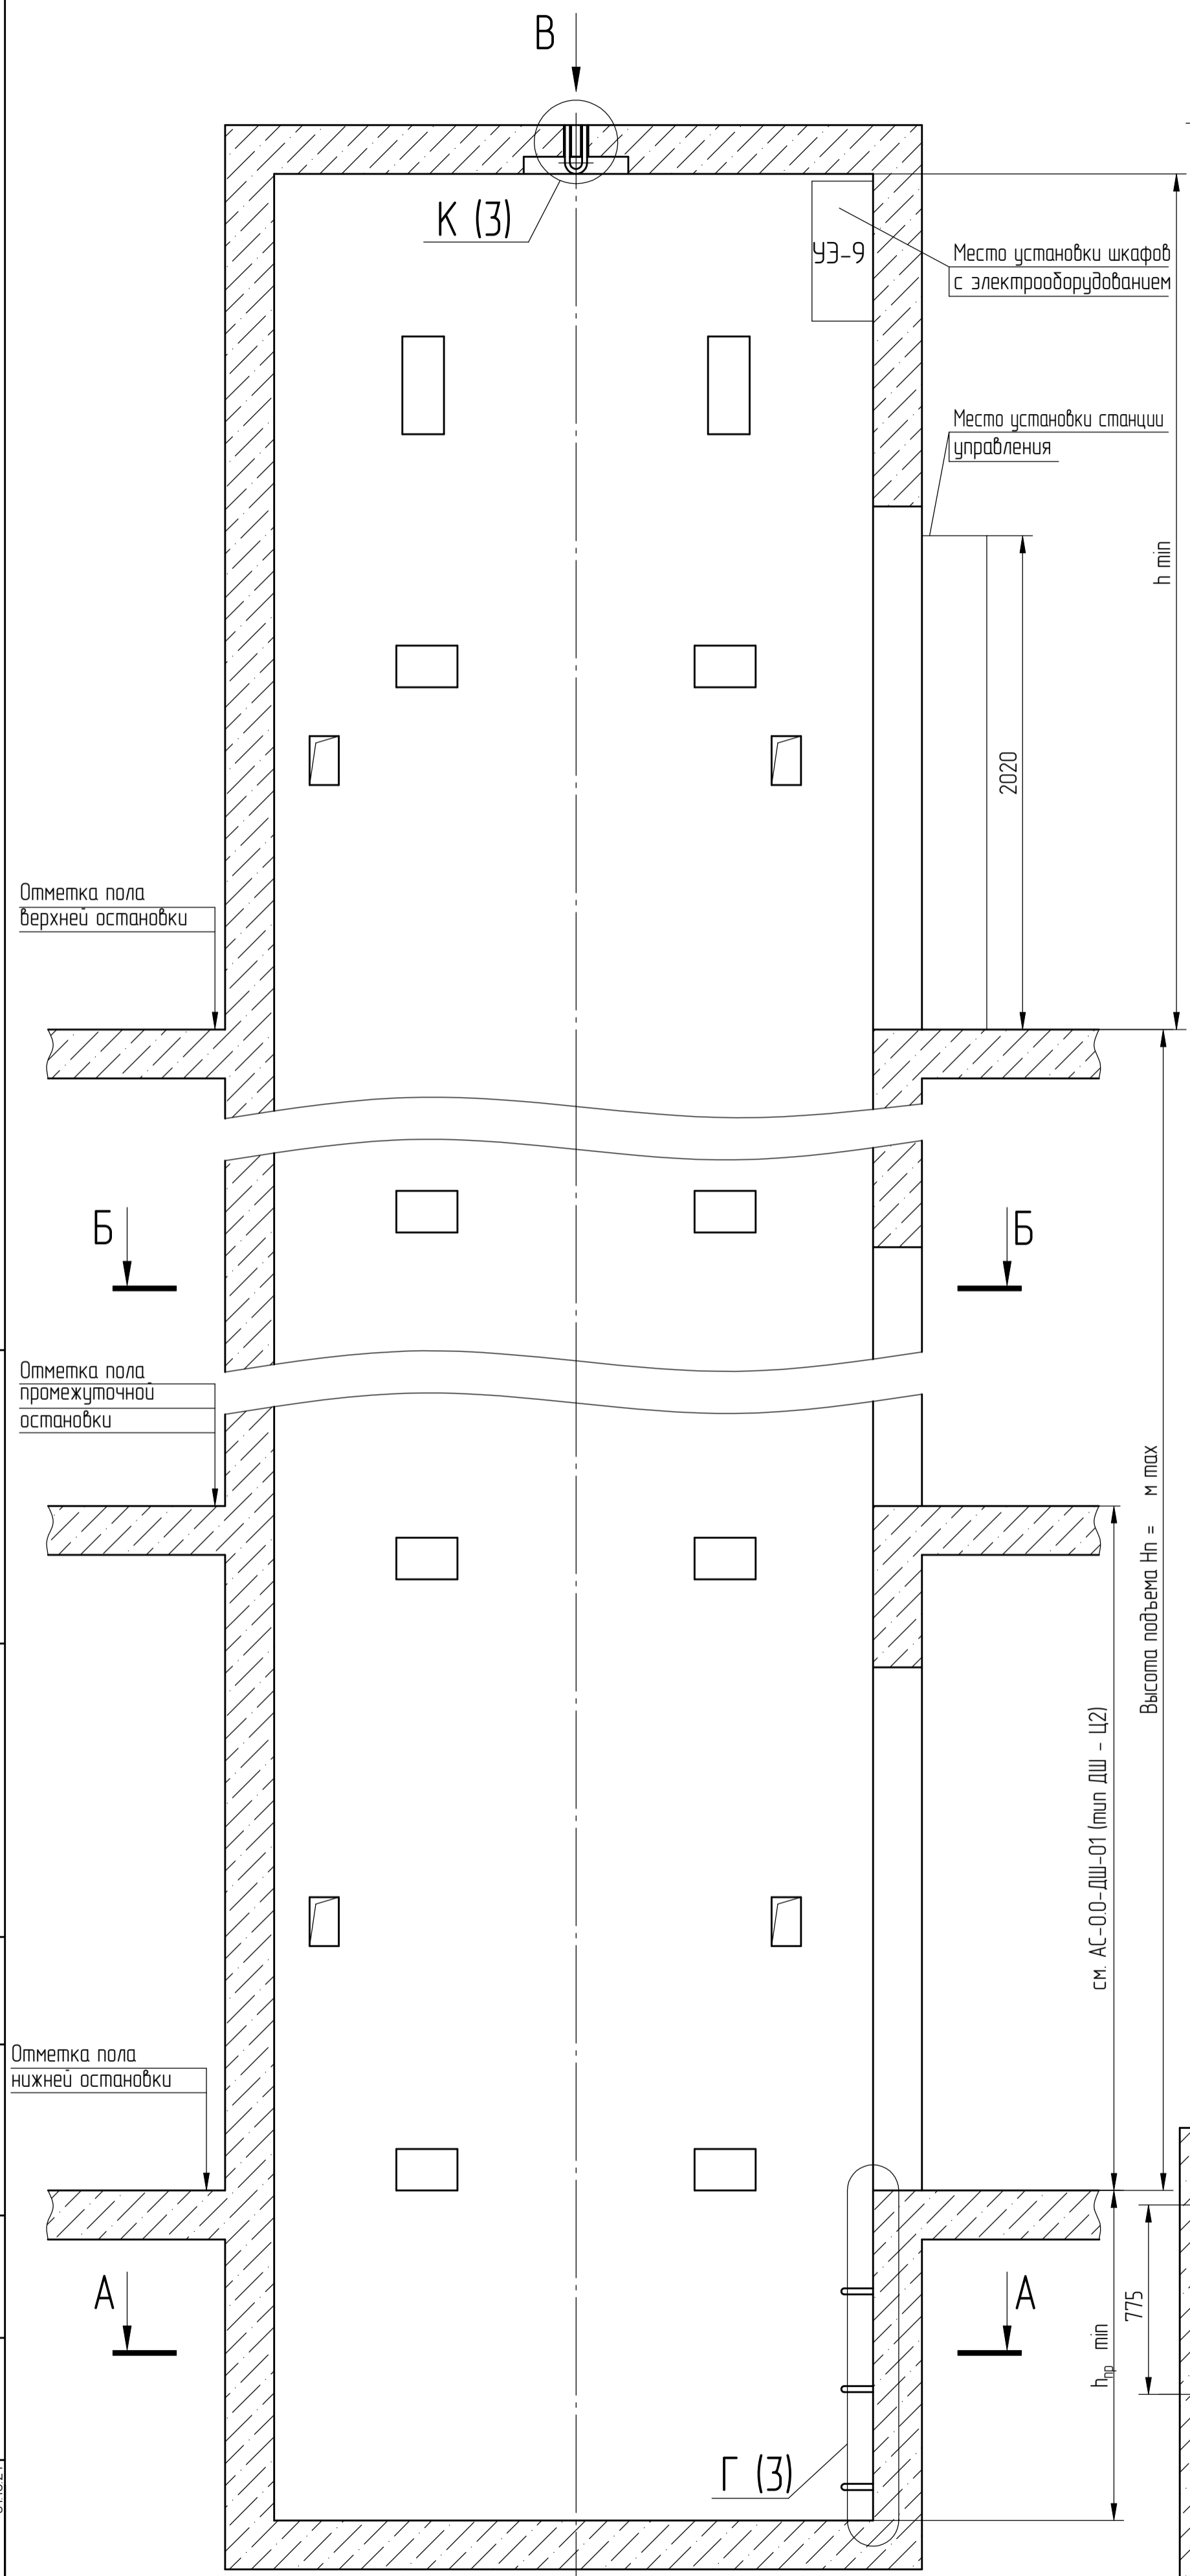 В
К (3)
УЭ-9
Место установки шкафов
с электрооборудованием
Место установки станции
управления
h min
2020
Отметка пола
верхней остановки
Б
Б
Отметка пола
промежуточной
остановки
Высота подъема Нп = м max
см. АС-0.0-ДШ-01 (тип ДШ - Ц2)
Отметка пола
нижней остановки
А
А
775
hпр min
Г (3)